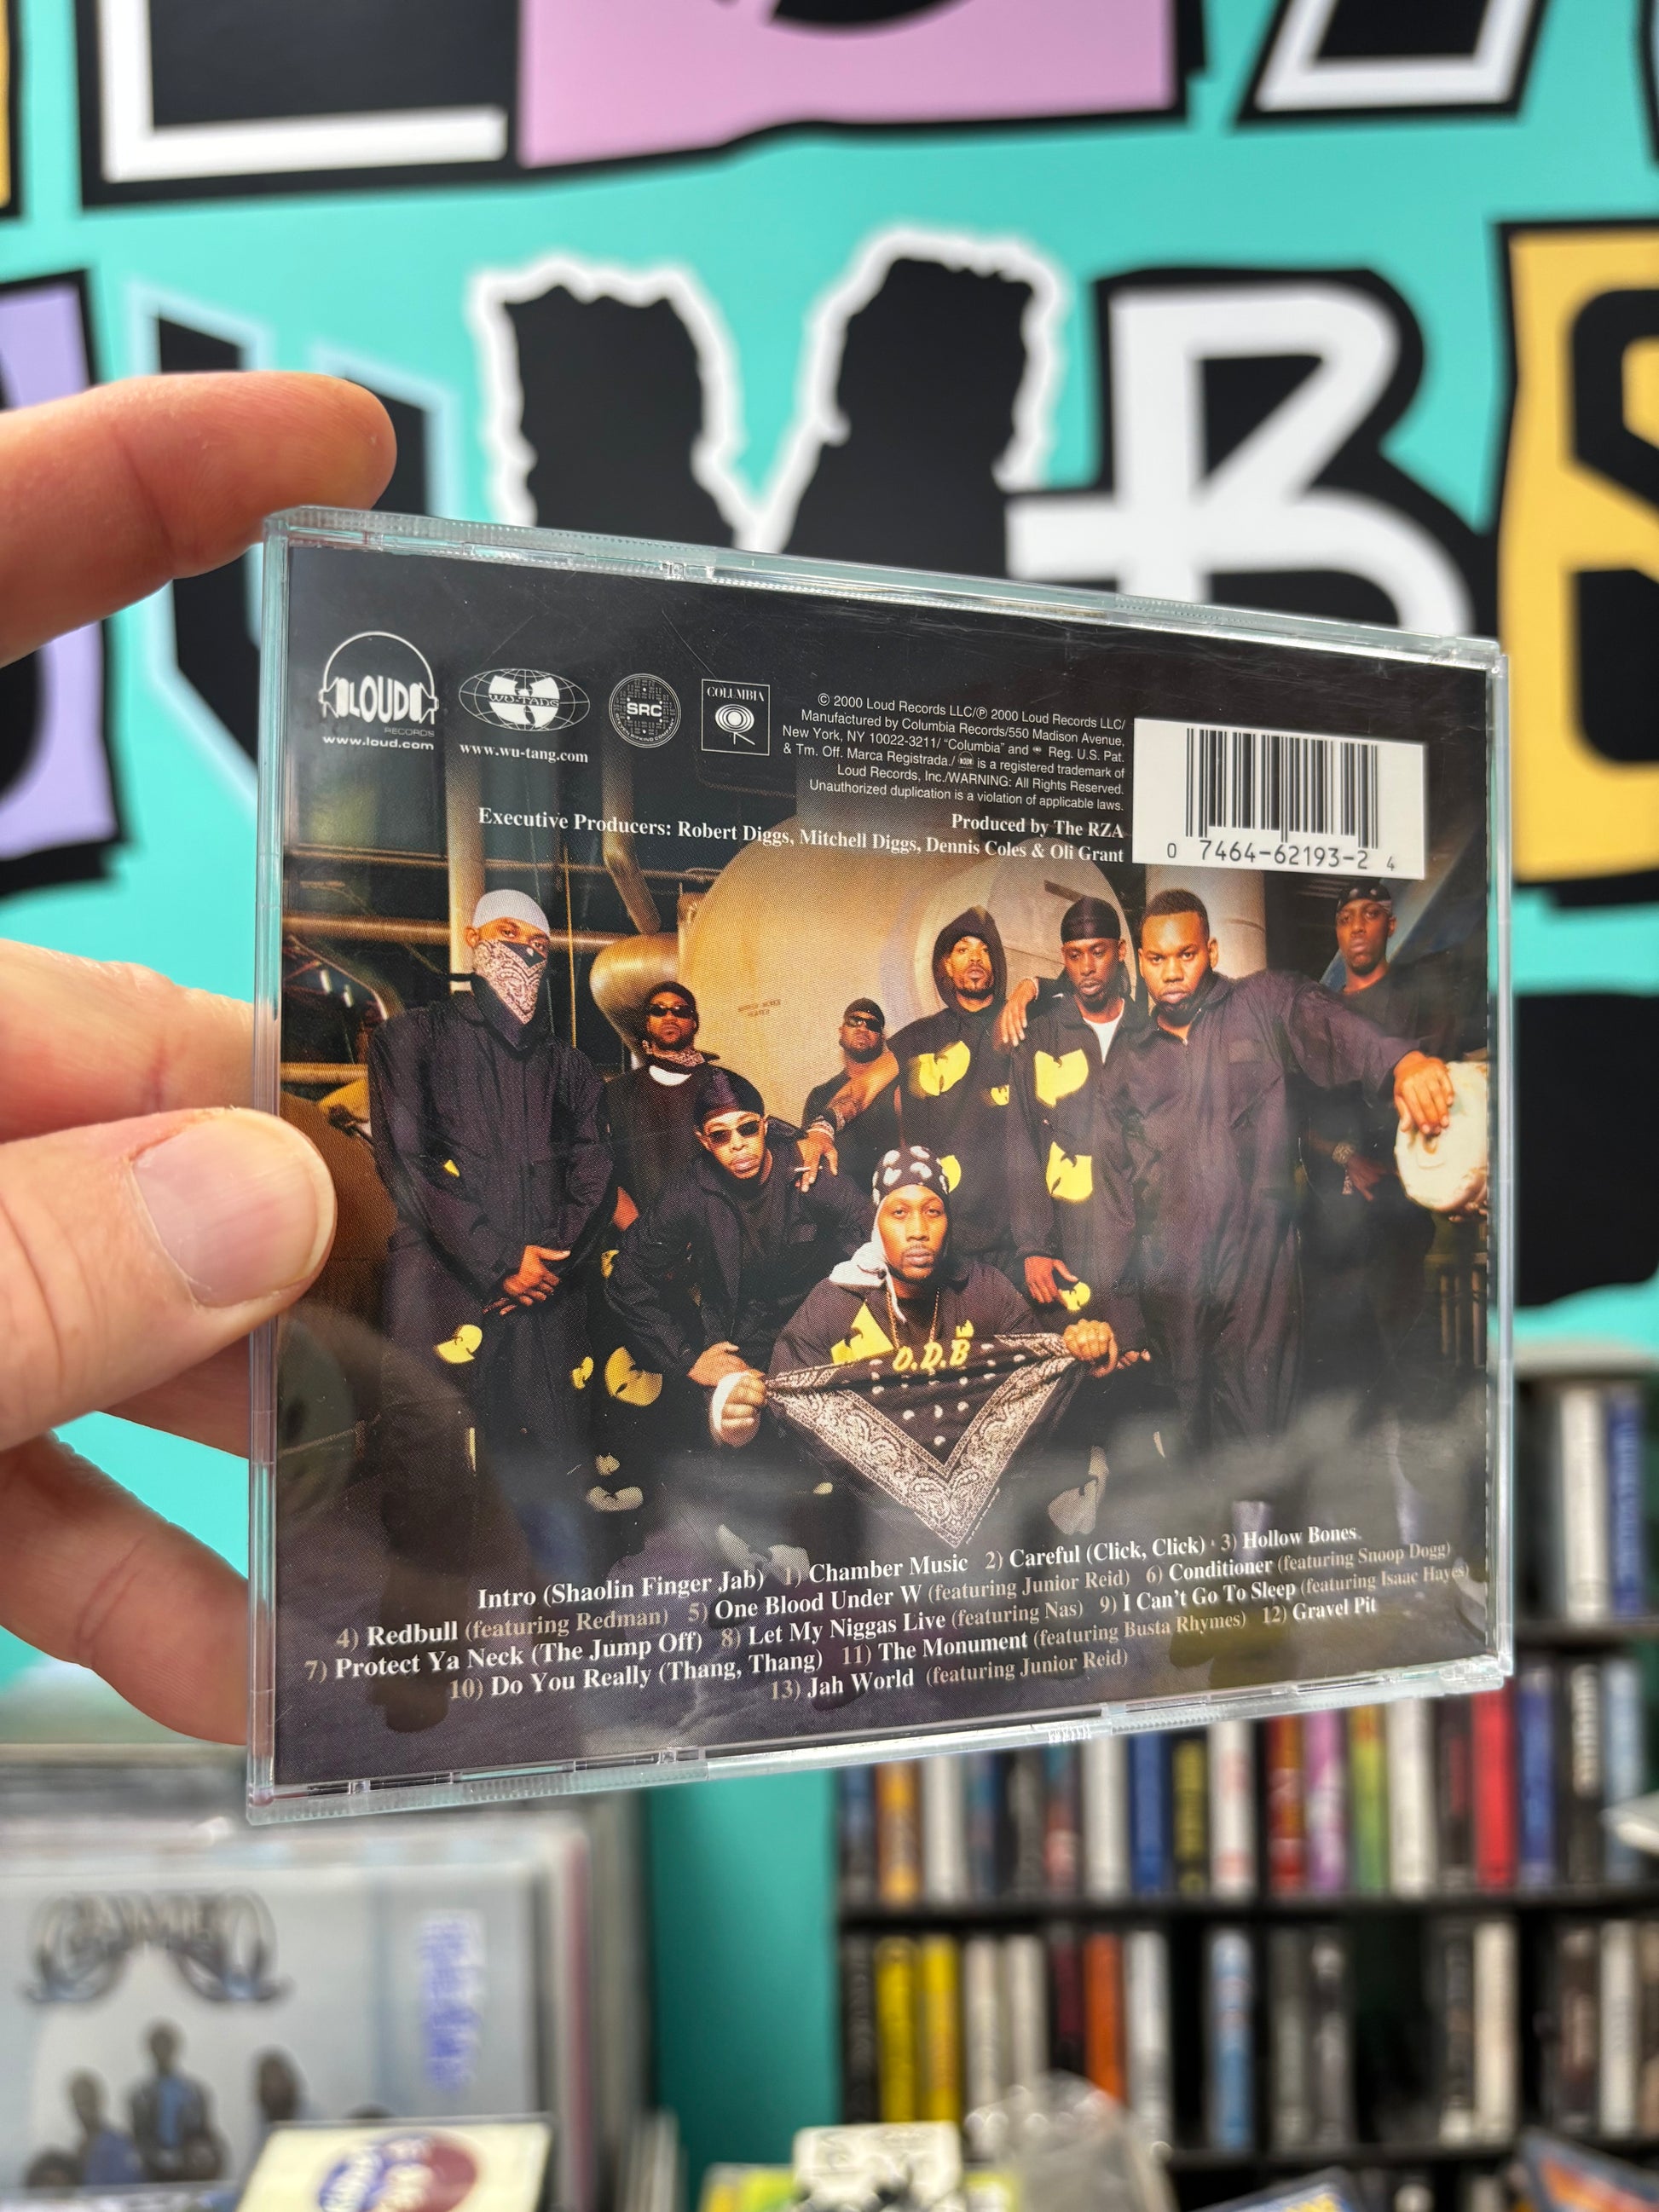 LOUD
RECORDS
www.loud.com
WU-TANG
www.wu-tang.com
SRC
COLUMBIA
© 2000 Loud Records LLC/℗ 2000 Loud Records LLC/
Manufactured by Columbia Records/550 Madison Avenue,
New York, NY 10022-3211/ "Columbia" and Reg. U.S. Pat.
& Tm. Off. Marca Registrada./ is a registered trademark of
Loud Records, Inc./WARNING: All Rights Reserved.
Unauthorized duplication is a violation of applicable laws.
Produced by The RZA
Executive Producers: Robert Diggs, Mitchell Diggs, Dennis Coles & Oli Grant
0 7464-62193-2 4
O.D.B
Intro (Shaolin Finger Jab) 1) Chamber Music 2) Careful (Click, Click) · 3) Hollow Bones
4) Redbull (featuring Redman) 5) One Blood Under W (featuring Junior Reid) 6) Conditioner (featuring Snoop Dogg)
7) Protect Ya Neck (The Jump Off) 8) Let My Niggas Live (featuring Nas) 9) I Can't Go To Sleep (featuring Isaac Hayes)
10) Do You Really (Thang, Thang) 11) The Monument (featuring Busta Rhymes) 12) Gravel Pit
13) Jah World (featuring Junior Reid)